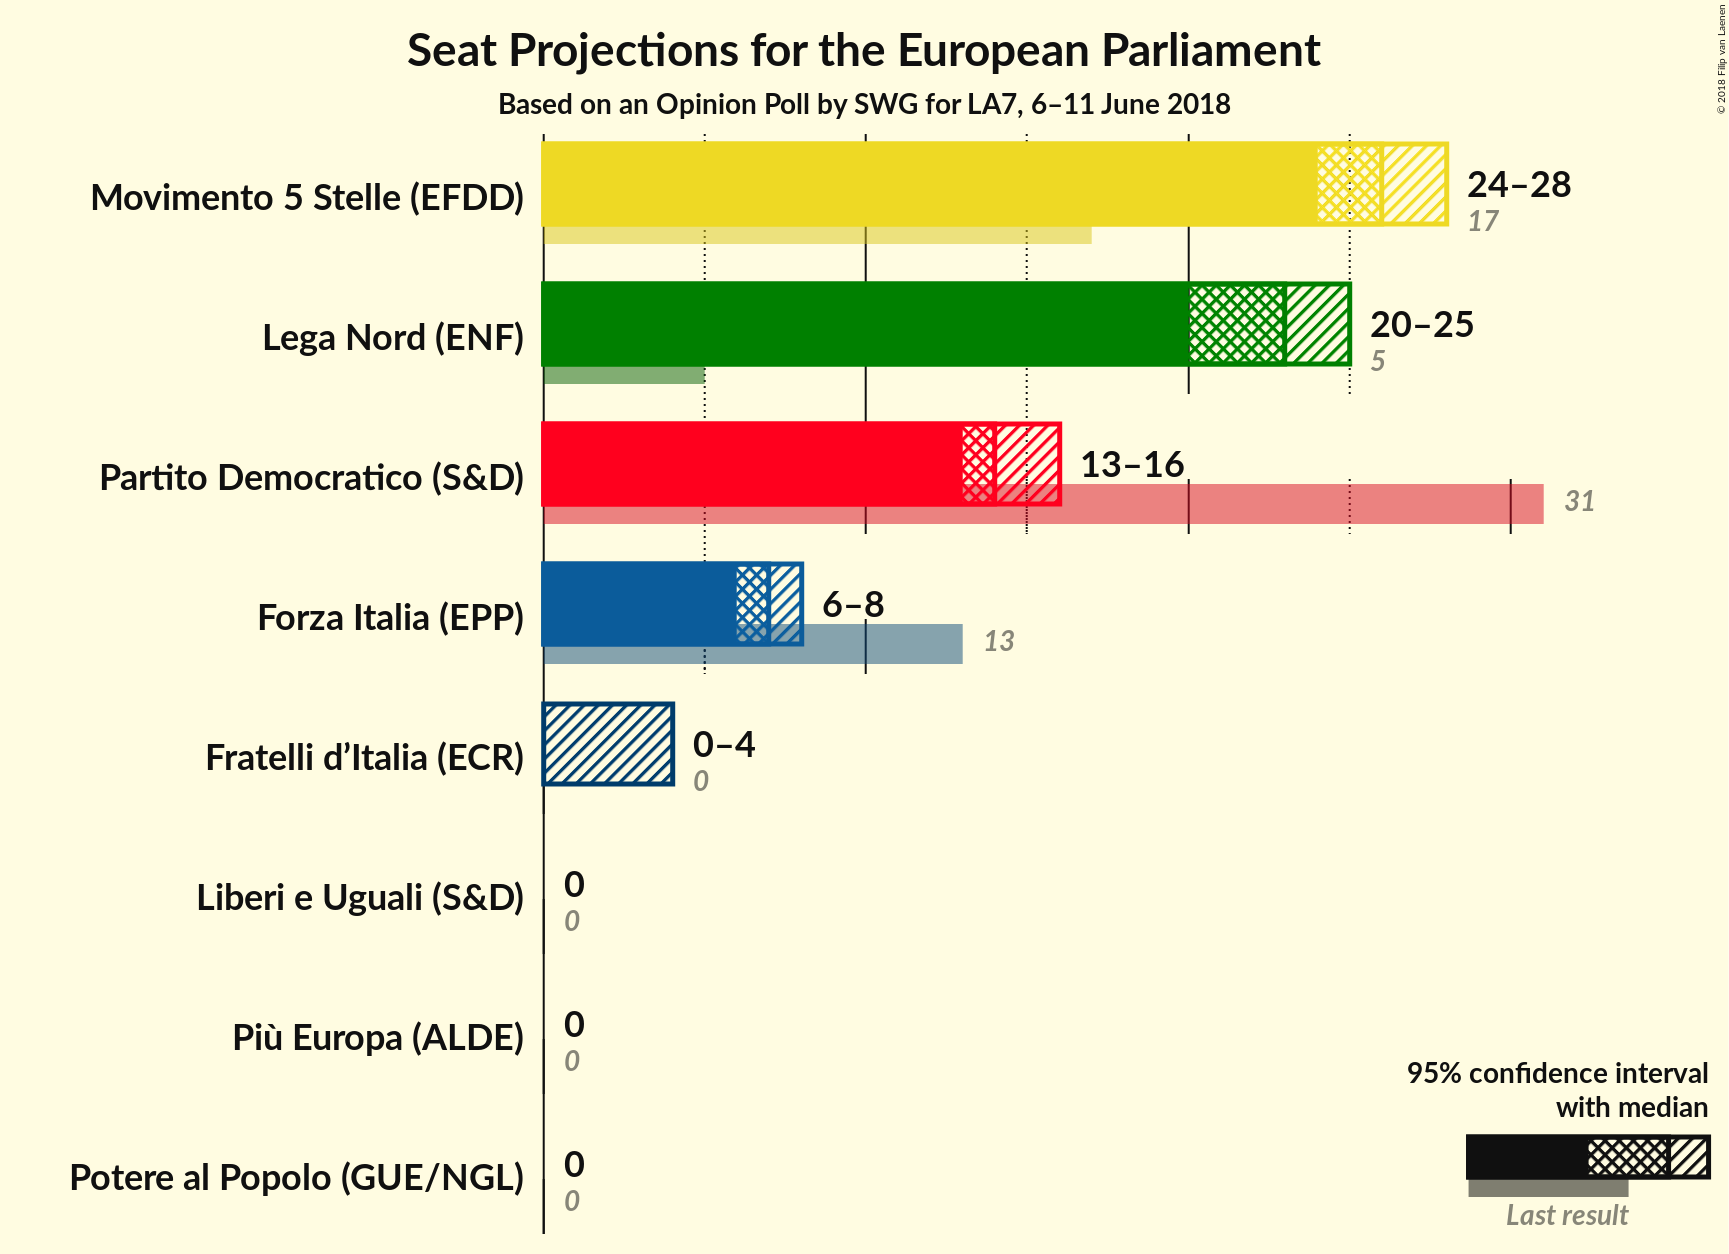 Seat Projections for the European Parliament
Based on an Opinion Poll by SWG for LA7, 6–11 June 2018
© 2018 Filip van Laenen
Movimento 5 Stelle (EFDD)
24–28
17
Lega Nord (ENF)
20–25
5
Partito Democratico (S&D)
13–16
31
Forza Italia (EPP)
6–8
13
Fratelli d’Italia (ECR)
0–4
0
Liberi e Uguali (S&D)
0
0
Più Europa (ALDE)
0
0
Potere al Popolo (GUE/NGL)
0
0
95% confidence interval
with median
Last result